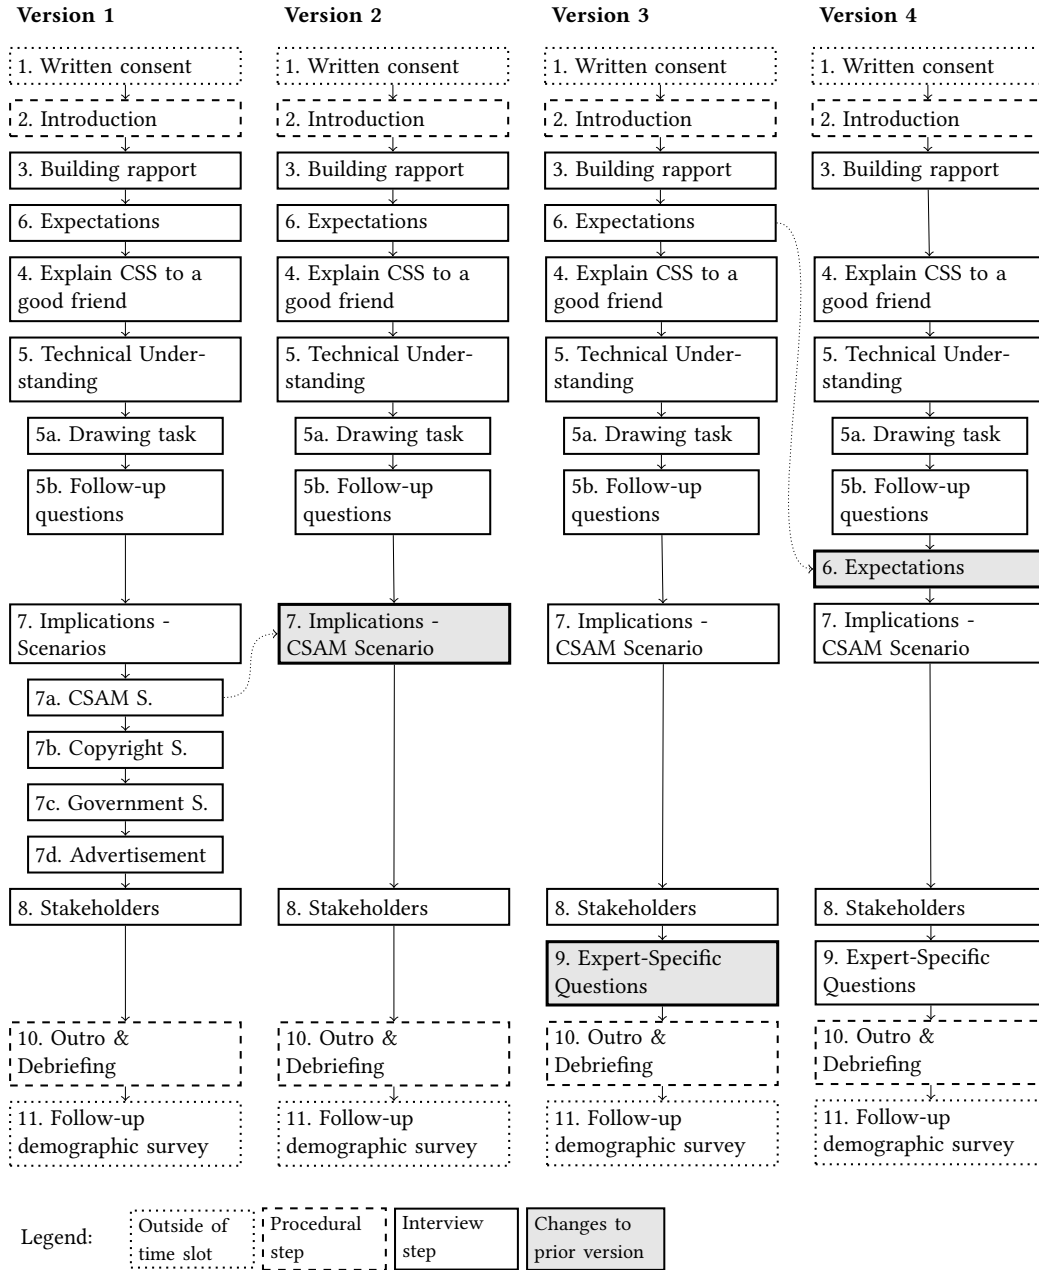 Version 1
1. Written consent
2. Introduction
3. Building rapport
6. Expectations
4. Explain CSS to a
good friend
5. Technical Under-
standing
5a. Drawing task
5b. Follow-up
questions
7. Implications -
Scenarios
7a. CSAM S.
7b. Copyright S.
7c. Government S.
7d. Advertisement
8. Stakeholders
10. Outro &
Debriefing
11. Follow-up
demographic survey
Version 2
1. Written consent
2. Introduction
3. Building rapport
6. Expectations
4. Explain CSS to a
good friend
5. Technical Under-
standing
5a. Drawing task
5b. Follow-up
questions
7. Implications -
CSAM Scenario
8. Stakeholders
10. Outro &
Debriefing
11. Follow-up
demographic survey
Version 3
1. Written consent
2. Introduction
3. Building rapport
6. Expectations
4. Explain CSS to a
good friend
5. Technical Under-
standing
5a. Drawing task
5b. Follow-up
questions
7. Implications -
CSAM Scenario
8. Stakeholders
9. Expert-Specific
Questions
10. Outro &
Debriefing
11. Follow-up
demographic survey
Version 4
1. Written consent
2. Introduction
3. Building rapport
4. Explain CSS to a
good friend
5. Technical Under-
standing
5a. Drawing task
5b. Follow-up
questions
6. Expectations
7. Implications -
CSAM Scenario
8. Stakeholders
9. Expert-Specific
Questions
10. Outro &
Debriefing
11. Follow-up
demographic survey
Legend:
Outside of
time slot
Procedural
step
Interview
step
Changes to
prior version